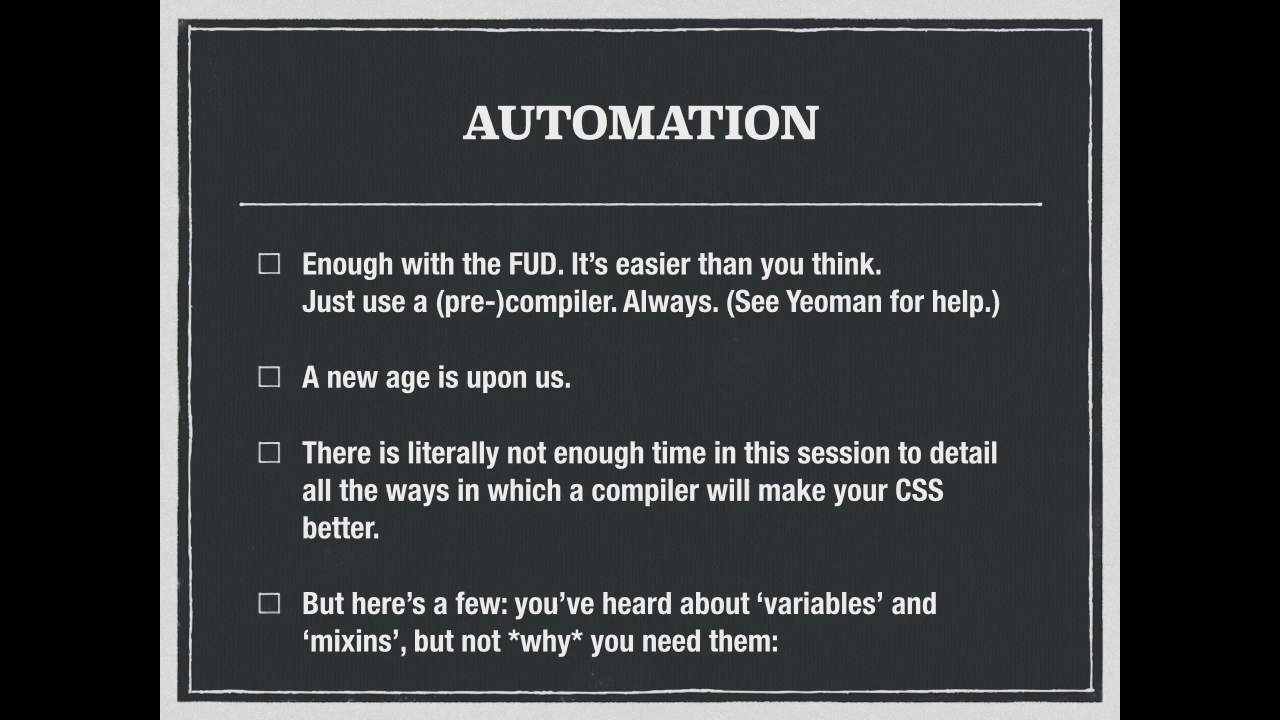 AUTOMATION
Enough with the FUD. It’s easier than you think.
Just use a (pre-)compiler. Always. (See Yeoman for help.)
A new age is upon us.
There is literally not enough time in this session to detail
all the ways in which a compiler will make your CSS
better.
But here’s a few: you’ve heard about ‘variables’ and
‘mixins’, but not *why* you need them: